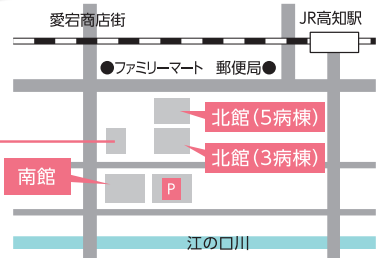 愛宕商店街
JR高知駅
●ファミリーマート 郵便局●
北館(5病棟)
北館(3病棟)
南館
P
江の口川